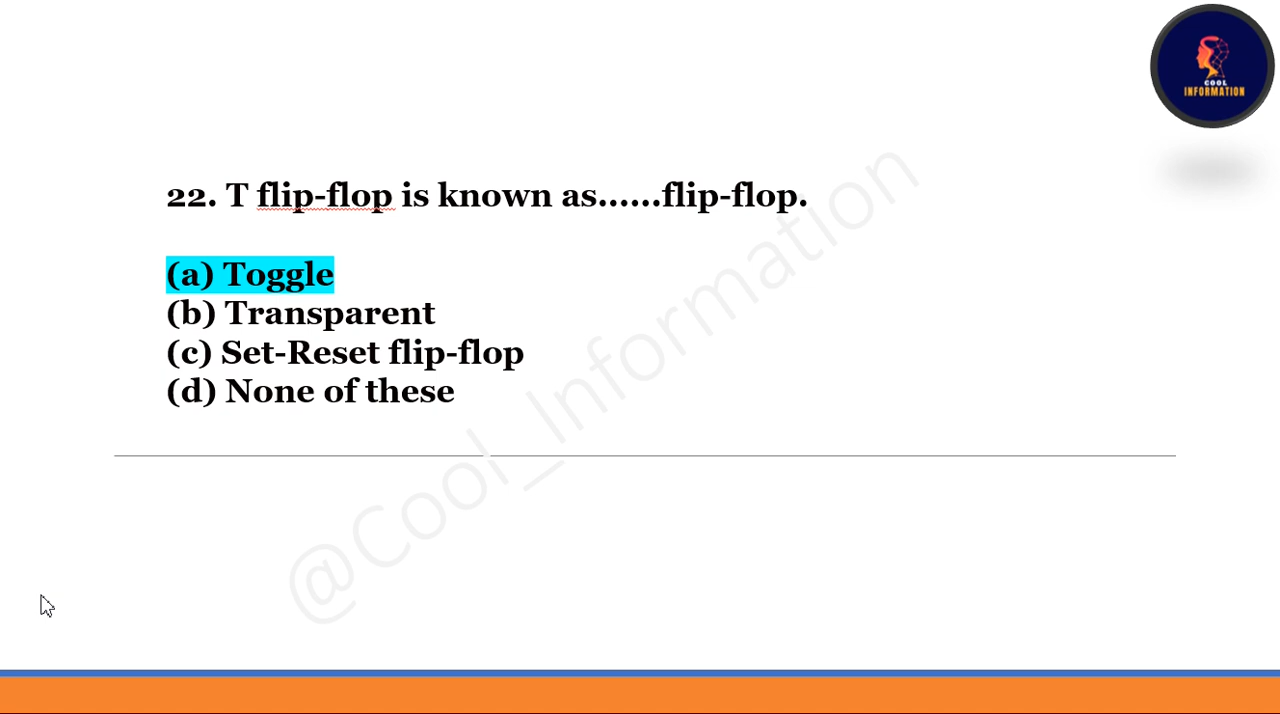 COOL
INFORMATION
22. T flip-flop is known as......flip-flop.
(a) Toggle
(b) Transparent
(c) Set-Reset flip-flop
(d) None of these
@Cool_Information